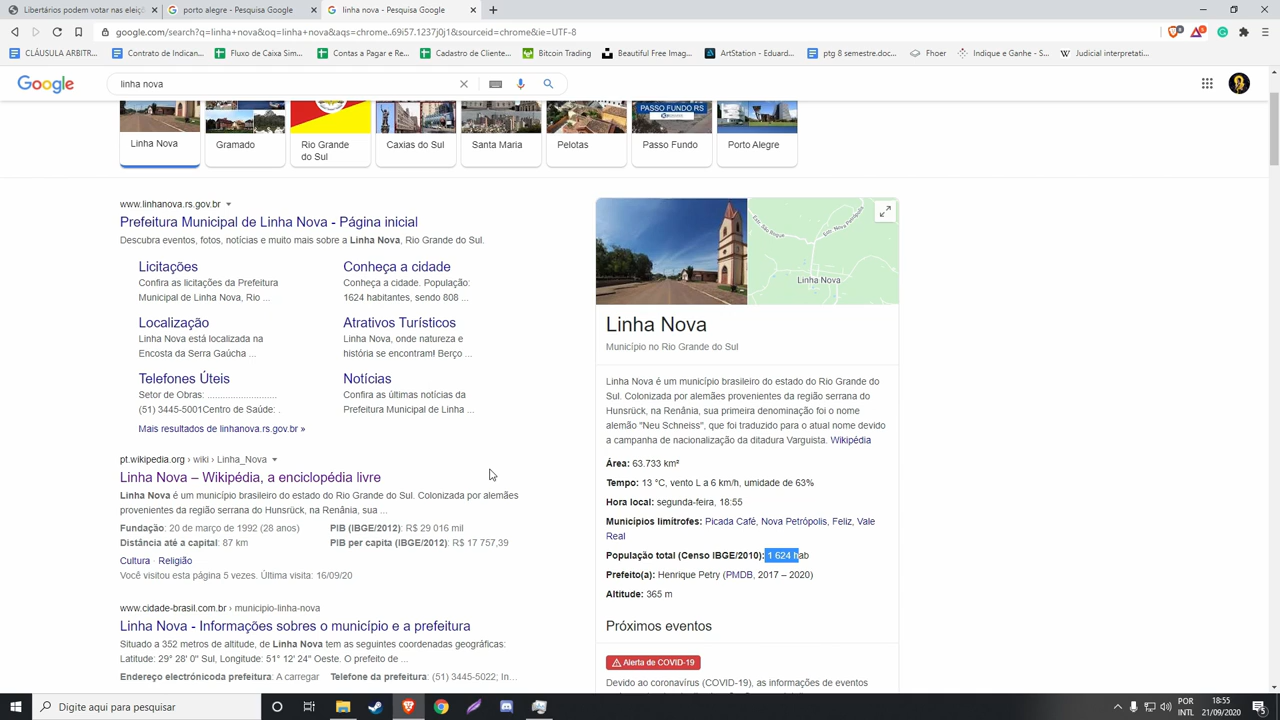 Libertários podem votar nas eleiç
porto alegre - Pesquisa Google
linha nova - Pesquisa Google
google.com/search?q=linha+nova&oq=linha+nova&aqs=chrome..69i57.1237j0j1&sourceid=chrome&ie=UTF-8
CLÁUSULA ARBITR...
Contrato de Indican...
Fluxo de Caixa Sim...
Contas a Pagar e Re...
Cadastro de Cliente...
Bitcoin Trading
Beautiful Free Imag...
ArtStation - Eduard...
ptg 8 semestre.doc...
Fhoer
Indique e Ganhe - S...
Judicial interpretati...
Google
linha nova
PASSO FUNDO RS
Linha Nova
Gramado
Rio Grande
do Sul
Caxias do Sul
Santa Maria
Pelotas
Passo Fundo
Porto Alegre
www.linhanova.rs.gov.br
Prefeitura Municipal de Linha Nova - Página inicial
Descubra eventos, fotos, notícias e muito mais sobre a Linha Nova, Rio Grande do Sul.
Licitações
Confira as licitações da Prefeitura
Municipal de Linha Nova, Rio ...
Conheça a cidade
Conheça a cidade. População:
1624 habitantes, sendo 808 ...
Localização
Linha Nova está localizada na
Encosta da Serra Gaúcha ...
Atrativos Turísticos
Linha Nova, onde natureza e
história se encontram! Berço ...
Telefones Úteis
Setor de Obras: ..........................
(51) 3445-5001Centro de Saúde: .
Notícias
Confira as últimas notícias da
Prefeitura Municipal de Linha ...
Mais resultados de linhanova.rs.gov.br »
pt.wikipedia.org › wiki › Linha_Nova
Linha Nova – Wikipédia, a enciclopédia livre
Linha Nova é um município brasileiro do estado do Rio Grande do Sul. Colonizada por alemães
provenientes da região serrana do Hunsrück, na Renânia, sua ...
Fundação: 20 de março de 1992 (28 anos)
PIB (IBGE/2012): R$ 29 016 mil
Distância até a capital: 87 km
PIB per capita (IBGE/2012): R$ 17 757,39
Cultura · Religião
Você visitou esta página 5 vezes. Última visita: 16/09/20
www.cidade-brasil.com.br › municipio-linha-nova
Linha Nova - Informações sobre o município e a prefeitura
Situado a 352 metros de altitude, de Linha Nova tem as seguintes coordenadas geográficas:
Latitude: 29° 28' 0'' Sul, Longitude: 51° 12' 24'' Oeste. O prefeito de ...
Endereço electrónicoda prefeitura: A carregar
Telefone da prefeitura: (51) 3445-5022, In...
Estr. São Roque
Estr. Nova Petrópolis
Linha Nova
Linha Nova
Município no Rio Grande do Sul
Linha Nova é um município brasileiro do estado do Rio Grande do
Sul. Colonizada por alemães provenientes da região serrana do
Hunsrück, na Renânia, sua primeira denominação foi o nome
alemão "Neu Schneiss", que foi traduzido para o atual nome devido
a campanha de nacionalização da ditadura Varguista. Wikipédia
Área: 63.733 km²
Tempo: 13 °C, vento L a 6 km/h, umidade de 63%
Hora local: segunda-feira, 18:55
Municípios limítrofes: Picada Café, Nova Petrópolis, Feliz, Vale
Real
População total (Censo IBGE/2010): 1 624 hab
Prefeito(a): Henrique Petry (PMDB, 2017 – 2020)
Altitude: 365 m
Próximos eventos
Alerta de COVID-19
Devido ao coronavírus (COVID-19), as informações de eventos
Digite aqui para pesquisar
POR
INTL
18:55
21/09/2020